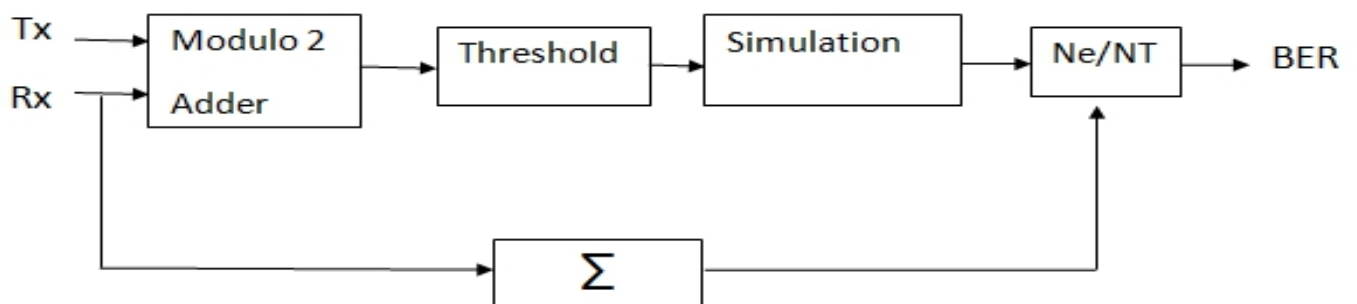 Tx
Rx
Modulo 2
Adder
Threshold
Simulation
Ne/NT
BER
Σ